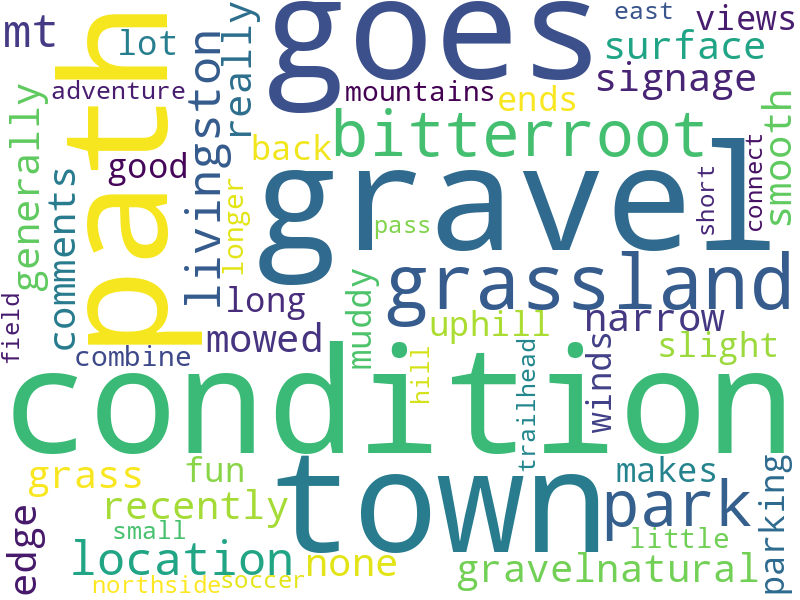 mt
lot
path
really
goes
east
views
surface
signage
adventure
livingston
mountains
ends
generally
good
back
bitterroot
smooth
comments
longer
gravel
short
connect
pass
field
long
muddy
grassland
mowed
uphill
narrow
combine
hill
trailhead
winds
slight
condition
grass
fun
town
makes
parking
edge
recently
park
small
little
location
none
gravelnatural
northside
soccer